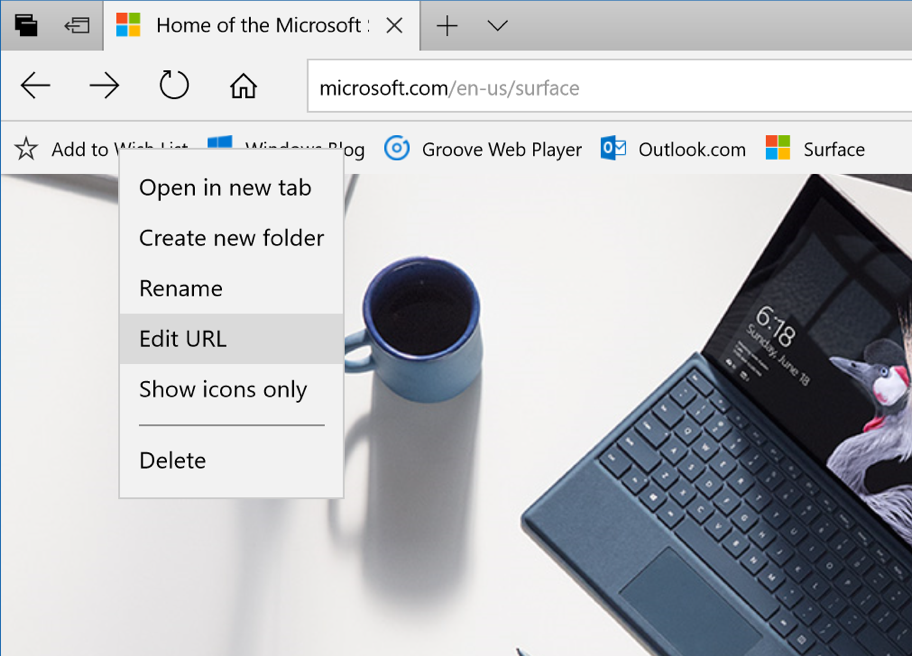 Home of the Microsoft
microsoft.com/en-us/surface
Add to Wish List Windows Blog Groove Web Player Outlook.com Surface
Open in new tab
Create new folder
Rename
Edit URL
Show icons only
Delete
6:18
Sunday, June 18